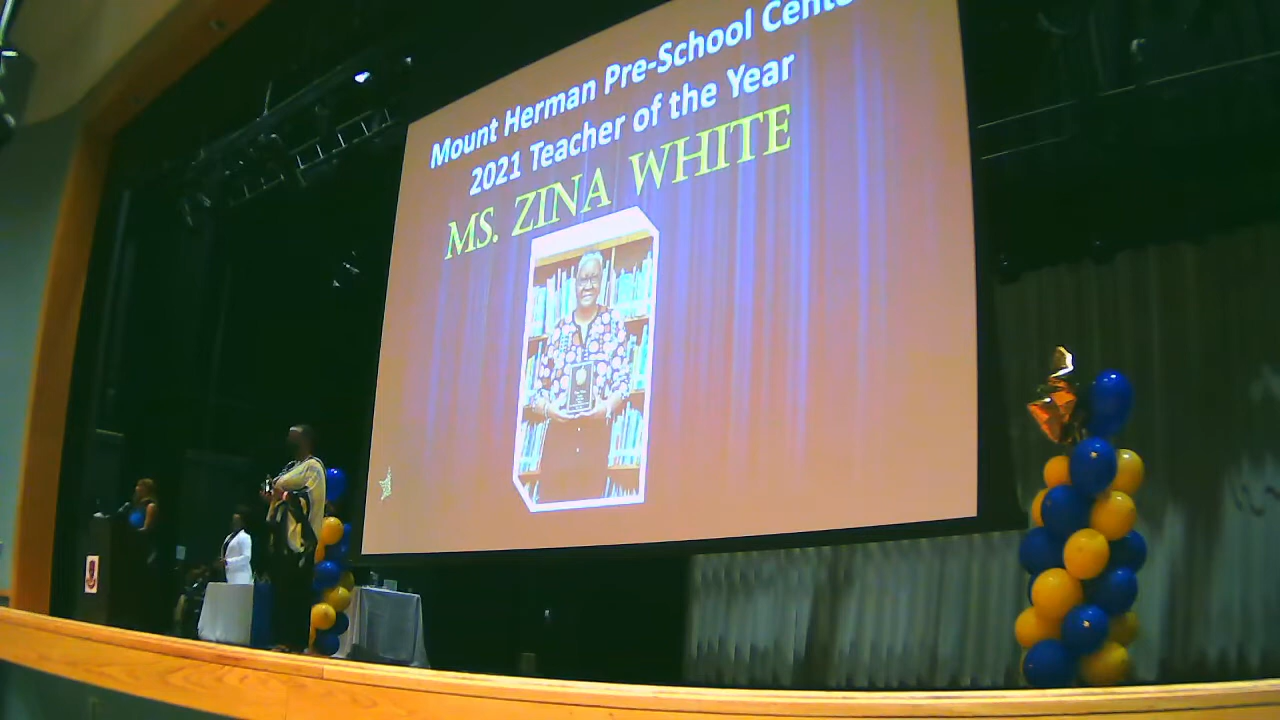 Mount Herman Pre-School Cente
2021 Teacher of the Year
MS. ZINA WHITE